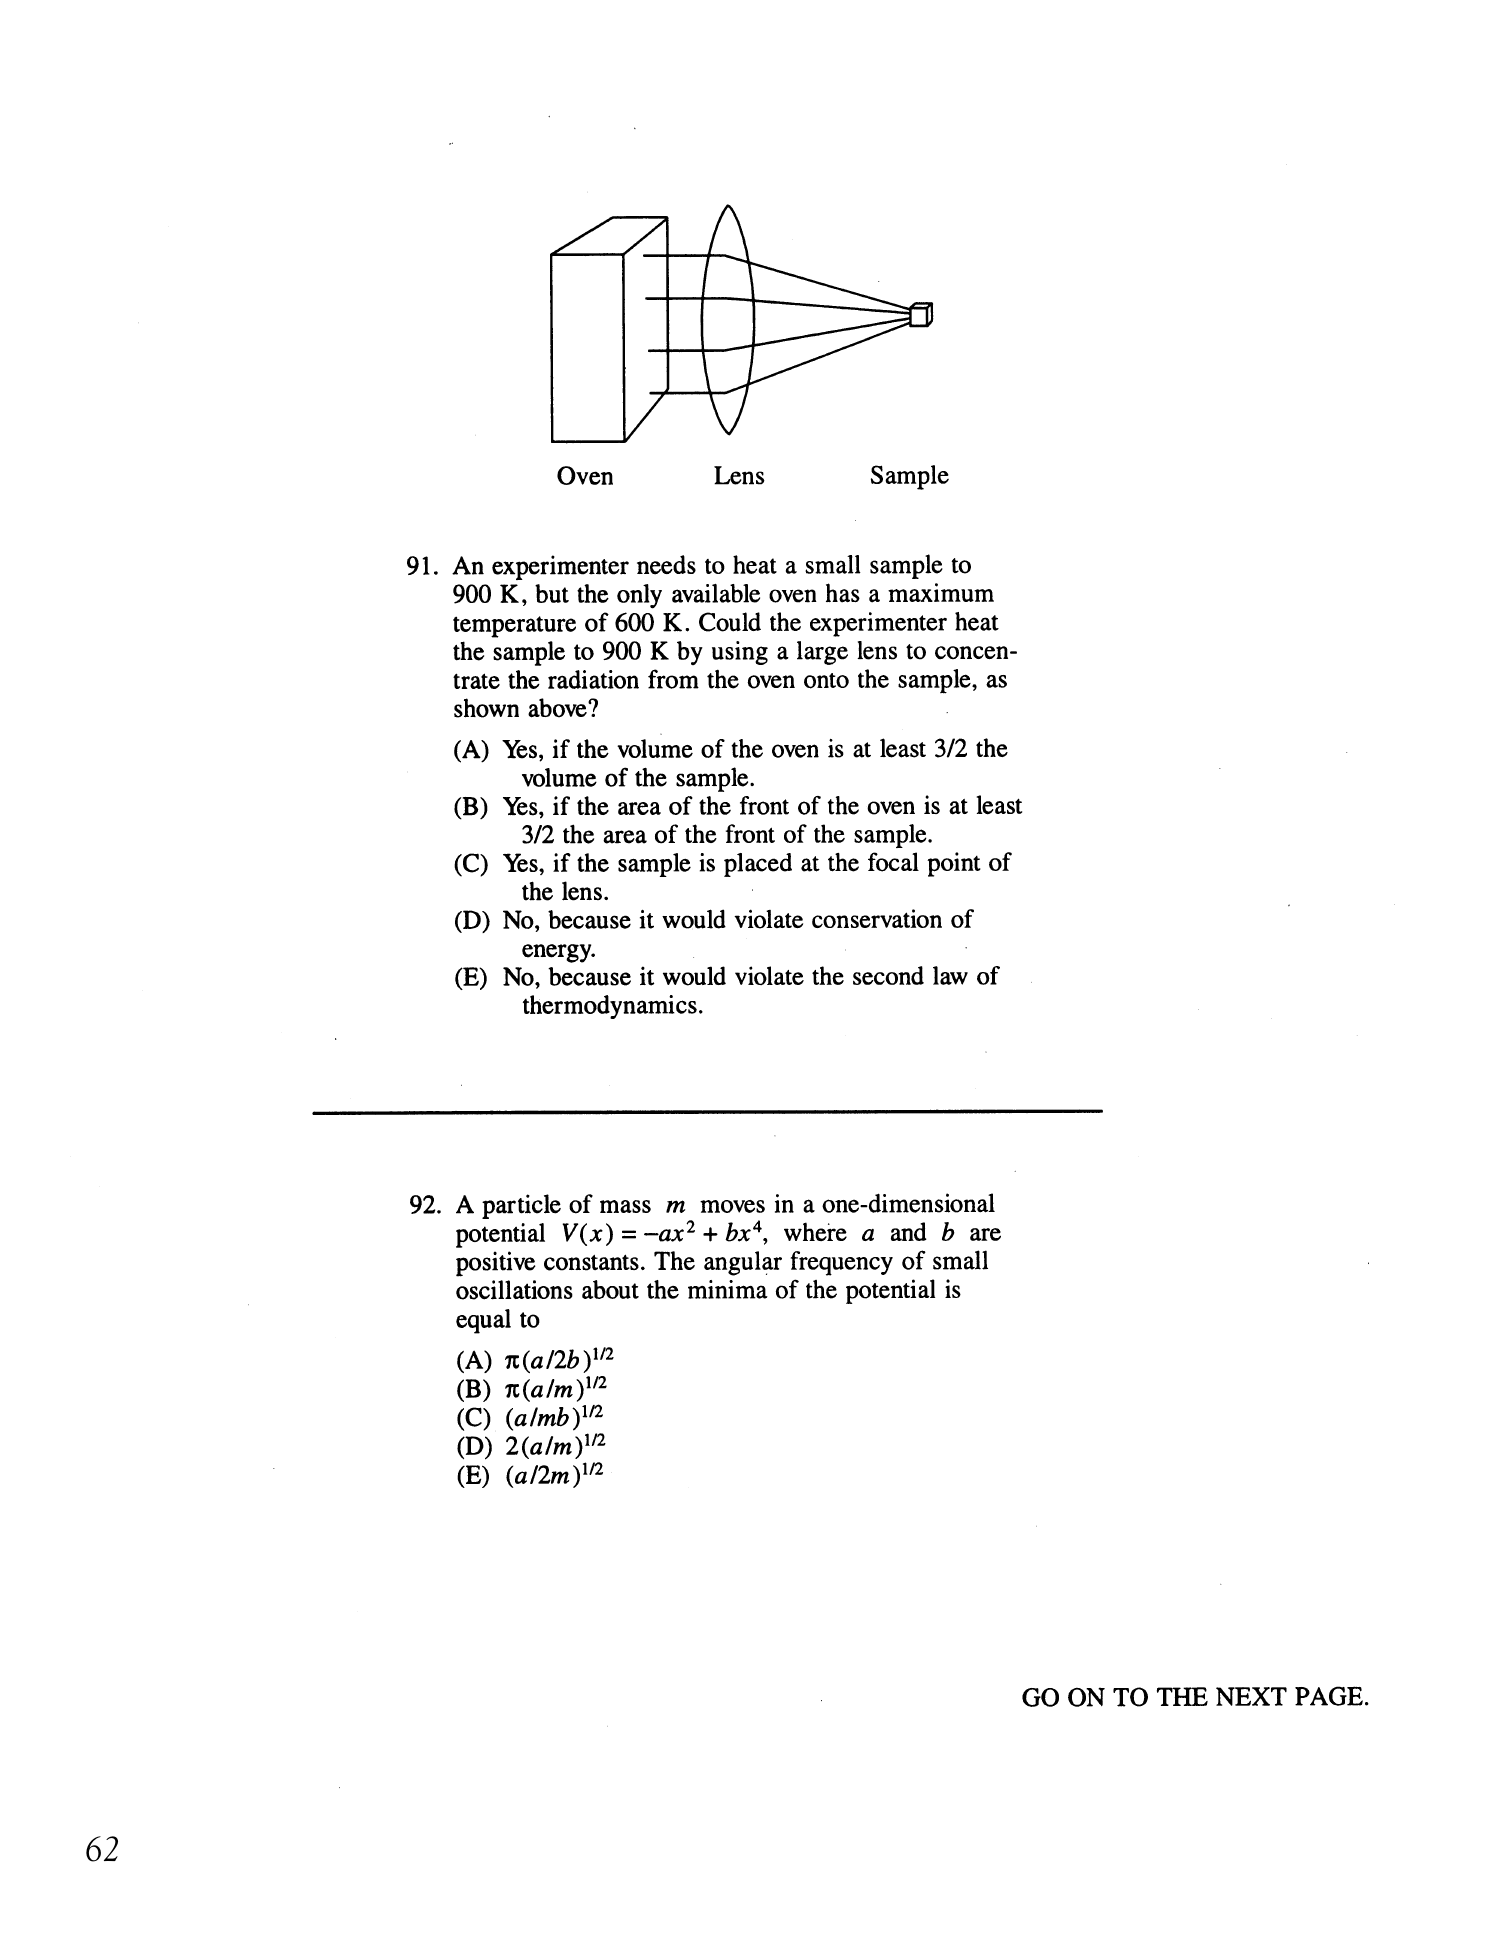 Oven Lens Sample
91. An experimenter needs to heat a small sample to
900 K, but the only available oven has a maximum
temperature of 600 K. Could the experimenter heat
the sample to 900 K by using a large lens to concen-
trate the radiation from the oven onto the sample, as
shown above?
(A) Yes, if the volume of the oven is at least 3/2 the
volume of the sample.
(B) Yes, if the area of the front of the oven is at least
3/2 the area of the front of the sample.
(C) Yes, if the sample is placed at the focal point of
the lens.
(D) No, because it would violate conservation of
energy.
(E) No, because it would violate the second law of
thermodynamics.
92. A particle of mass m moves in a one-dimensional
potential V(x) = –ax² + bx⁴, where a and b are
positive constants. The angular frequency of small
oscillations about the minima of the potential is
equal to
(A) π(a/2b)^1/2
(B) π(a/m)^1/2
(C) (a/mb)^1/2
(D) 2(a/m)^1/2
(E) (a/2m)^1/2
GO ON TO THE NEXT PAGE.
62